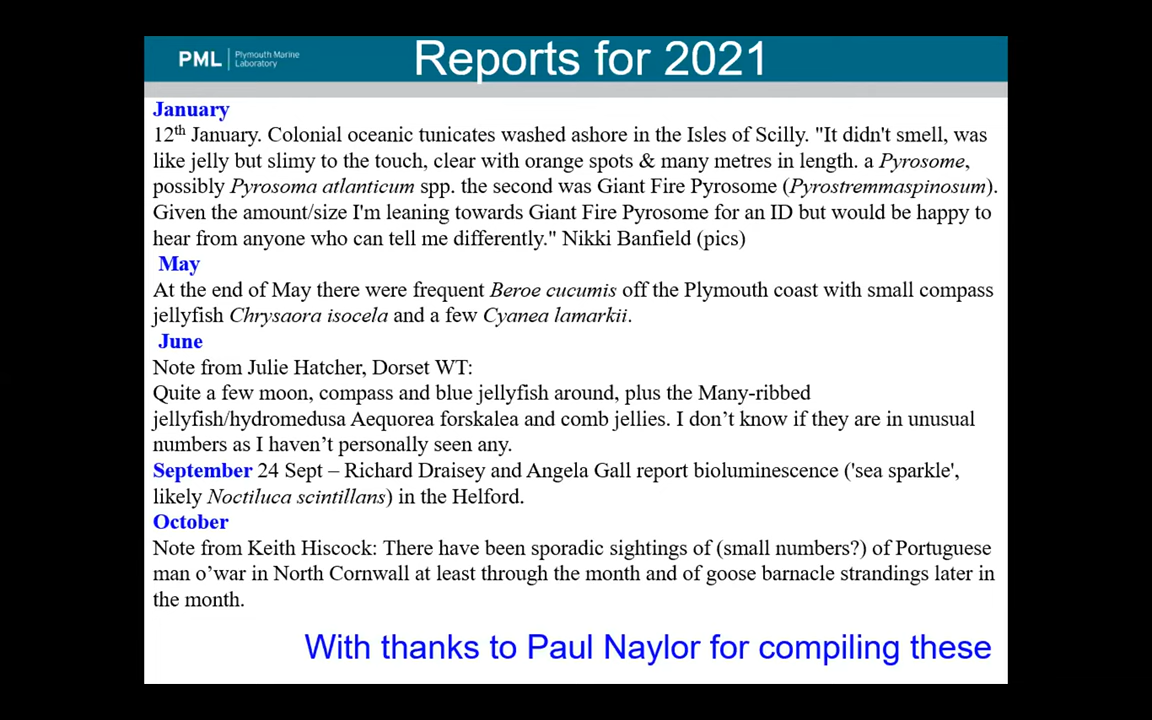 PML | Plymouth Marine Laboratory
Reports for 2021
January
12th January. Colonial oceanic tunicates washed ashore in the Isles of Scilly. "It didn't smell, was
like jelly but slimy to the touch, clear with orange spots & many metres in length. a Pyrosome,
possibly Pyrosoma atlanticum spp. the second was Giant Fire Pyrosome (Pyrostremmaspinosum).
Given the amount/size I'm leaning towards Giant Fire Pyrosome for an ID but would be happy to
hear from anyone who can tell me differently." Nikki Banfield (pics)
May
At the end of May there were frequent Beroe cucumis off the Plymouth coast with small compass
jellyfish Chrysaora isocela and a few Cyanea lamarkii.
June
Note from Julie Hatcher, Dorset WT:
Quite a few moon, compass and blue jellyfish around, plus the Many-ribbed
jellyfish/hydromedusa Aequorea forskalea and comb jellies. I don't know if they are in unusual
numbers as I haven't personally seen any.
September 24 Sept – Richard Draisey and Angela Gall report bioluminescence ('sea sparkle',
likely Noctiluca scintillans) in the Helford.
October
Note from Keith Hiscock: There have been sporadic sightings of (small numbers?) of Portuguese
man o'war in North Cornwall at least through the month and of goose barnacle strandings later in
the month.
With thanks to Paul Naylor for compiling these